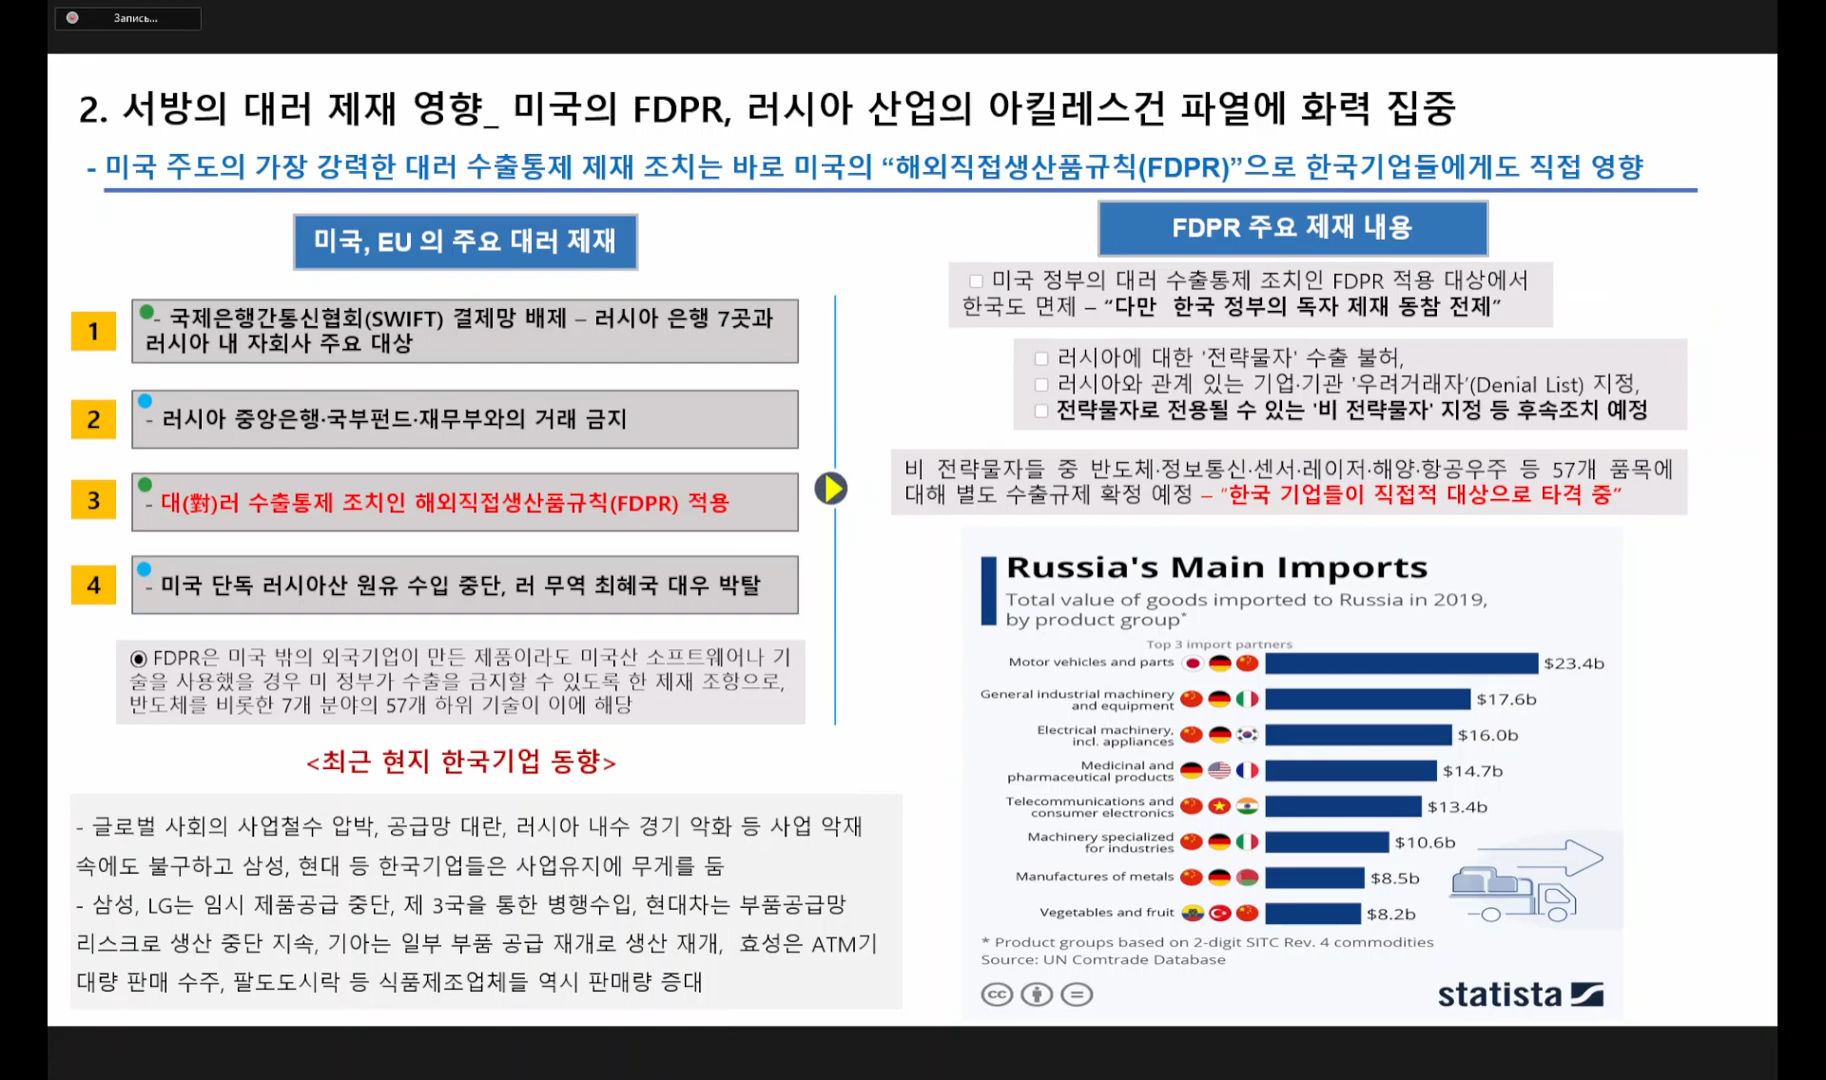 Запись...
2. 서방의 대러 제재 영향_ 미국의 FDPR, 러시아 산업의 아킬레스건 파열에 화력 집중
- 미국 주도의 가장 강력한 대러 수출통제 제재 조치는 바로 미국의 “해외직접생산품규칙(FDPR)”으로 한국기업들에게도 직접 영향
미국, EU 의 주요 대러 제재
1
- 국제은행간통신협회(SWIFT) 결제망 배제 – 러시아 은행 7곳과
러시아 내 자회사 주요 대상
2
- 러시아 중앙은행·국부펀드·재무부와의 거래 금지
3
- 대(對)러 수출통제 조치인 해외직접생산품규칙(FDPR) 적용
4
- 미국 단독 러시아산 원유 수입 중단, 러 무역 최혜국 대우 박탈
◉ FDPR은 미국 밖의 외국기업이 만든 제품이라도 미국산 소프트웨어나 기
술을 사용했을 경우 미 정부가 수출을 금지할 수 있도록 한 제재 조항으로,
반도체를 비롯한 7개 분야의 57개 하위 기술이 이에 해당
<최근 현지 한국기업 동향>
- 글로벌 사회의 사업철수 압박, 공급망 대란, 러시아 내수 경기 악화 등 사업 악재
속에도 불구하고 삼성, 현대 등 한국기업들은 사업유지에 무게를 둠
- 삼성, LG는 임시 제품공급 중단, 제 3국을 통한 병행수입, 현대차는 부품공급망
리스크로 생산 중단 지속, 기아는 일부 부품 공급 재개로 생산 재개, 효성은 ATM기
대량 판매 수주, 팔도도시락 등 식품제조업체들 역시 판매량 증대
FDPR 주요 제재 내용
□ 미국 정부의 대러 수출통제 조치인 FDPR 적용 대상에서
한국도 면제 – “다만 한국 정부의 독자 제재 동참 전제”
□ 러시아에 대한 '전략물자' 수출 불허,
□ 러시아와 관계 있는 기업·기관 '우려거래자'(Denial List) 지정,
□ 전략물자로 전용될 수 있는 '비 전략물자' 지정 등 후속조치 예정
비 전략물자들 중 반도체·정보통신·센서·레이저·해양·항공우주 등 57개 품목에
대해 별도 수출규제 확정 예정 – “한국 기업들이 직접적 대상으로 타격 중”
Russia's Main Imports
Total value of goods imported to Russia in 2019,
by product group*
Top 3 import partners
Motor vehicles and parts $23.4b
General industrial machinery
and equipment $17.6b
Electrical machinery,
incl. appliances $16.0b
Medicinal and
pharmaceutical products $14.7b
Telecommunications and
consumer electronics $13.4b
Machinery specialized
for industries $10.6b
Manufactures of metals $8.5b
Vegetables and fruit $8.2b
* Product groups based on 2-digit SITC Rev. 4 commodities
Source: UN Comtrade Database
cc
statista